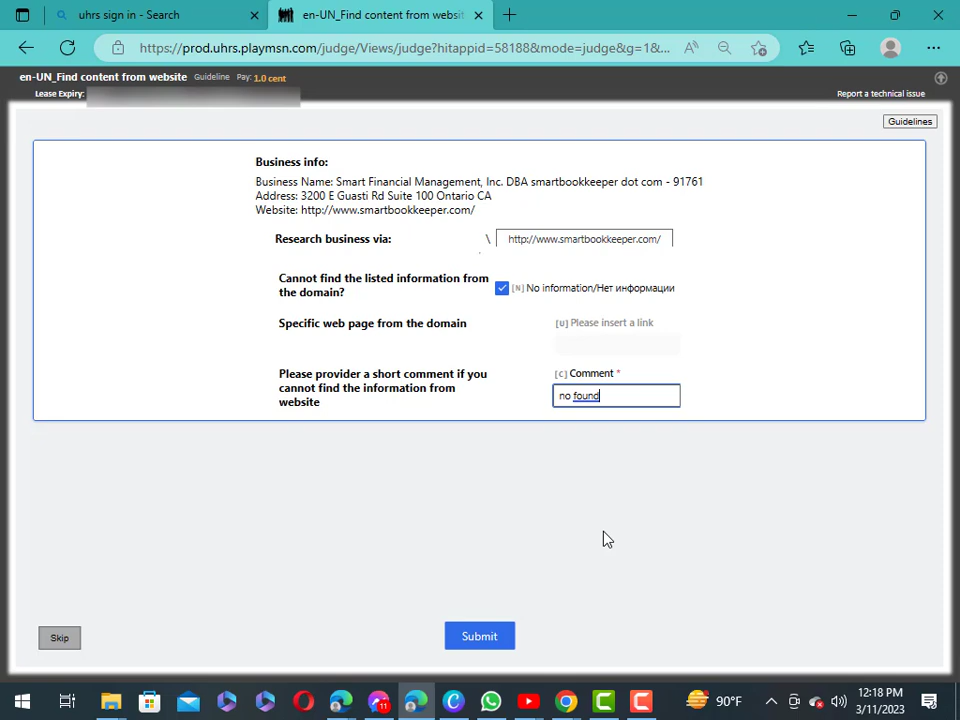 uhrs sign in - Search
en-UN_Find content from websit
https://prod.uhrs.playmsn.com/judge/Views/judge?hitappid=58188&mode=judge&g=1&...
en-UN_Find content from website Guideline Pay: 1.0 cent
Lease Expiry:
Report a technical issue
Guidelines
Business info:
Business Name: Smart Financial Management, Inc. DBA smartbookkeeper dot com - 91761
Address: 3200 E Guasti Rd Suite 100 Ontario CA
Website: http://www.smartbookkeeper.com/
Research business via: \ http://www.smartbookkeeper.com/
Cannot find the listed information from
the domain?
[N] No information/Нет информации
Specific web page from the domain
[U] Please insert a link
Please provider a short comment if you
cannot find the information from
website
[C] Comment *
no found
Skip
Submit
11
90°F
12:18 PM
3/11/2023